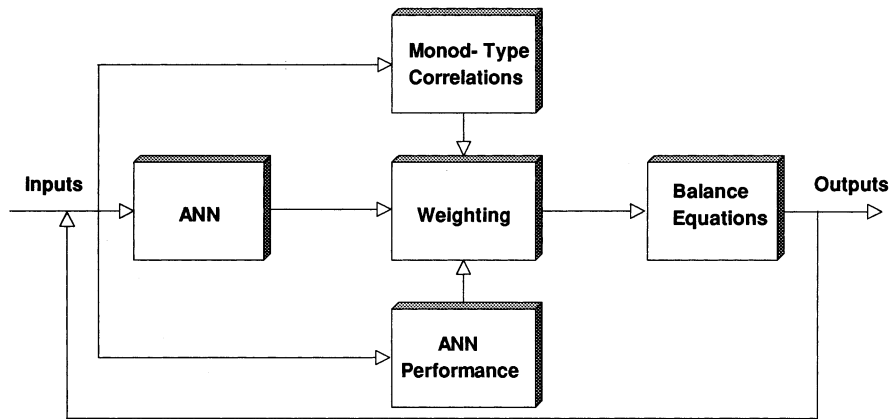 Monod- Type
Correlations
Inputs
ANN
Weighting
Balance
Equations
Outputs
ANN
Performance